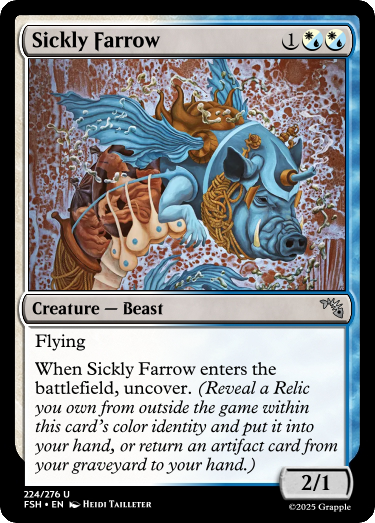 Sickly Farrow 1
Creature — Beast
Flying
When Sickly Farrow enters the
battlefield, uncover. (Reveal a Relic
you own from outside the game within
this card's color identity and put it into
your hand, or return an artifact card from
your graveyard to your hand.)
2/1
224/276 U
FSH • EN Heidi Tailleter
©2025 Grapple